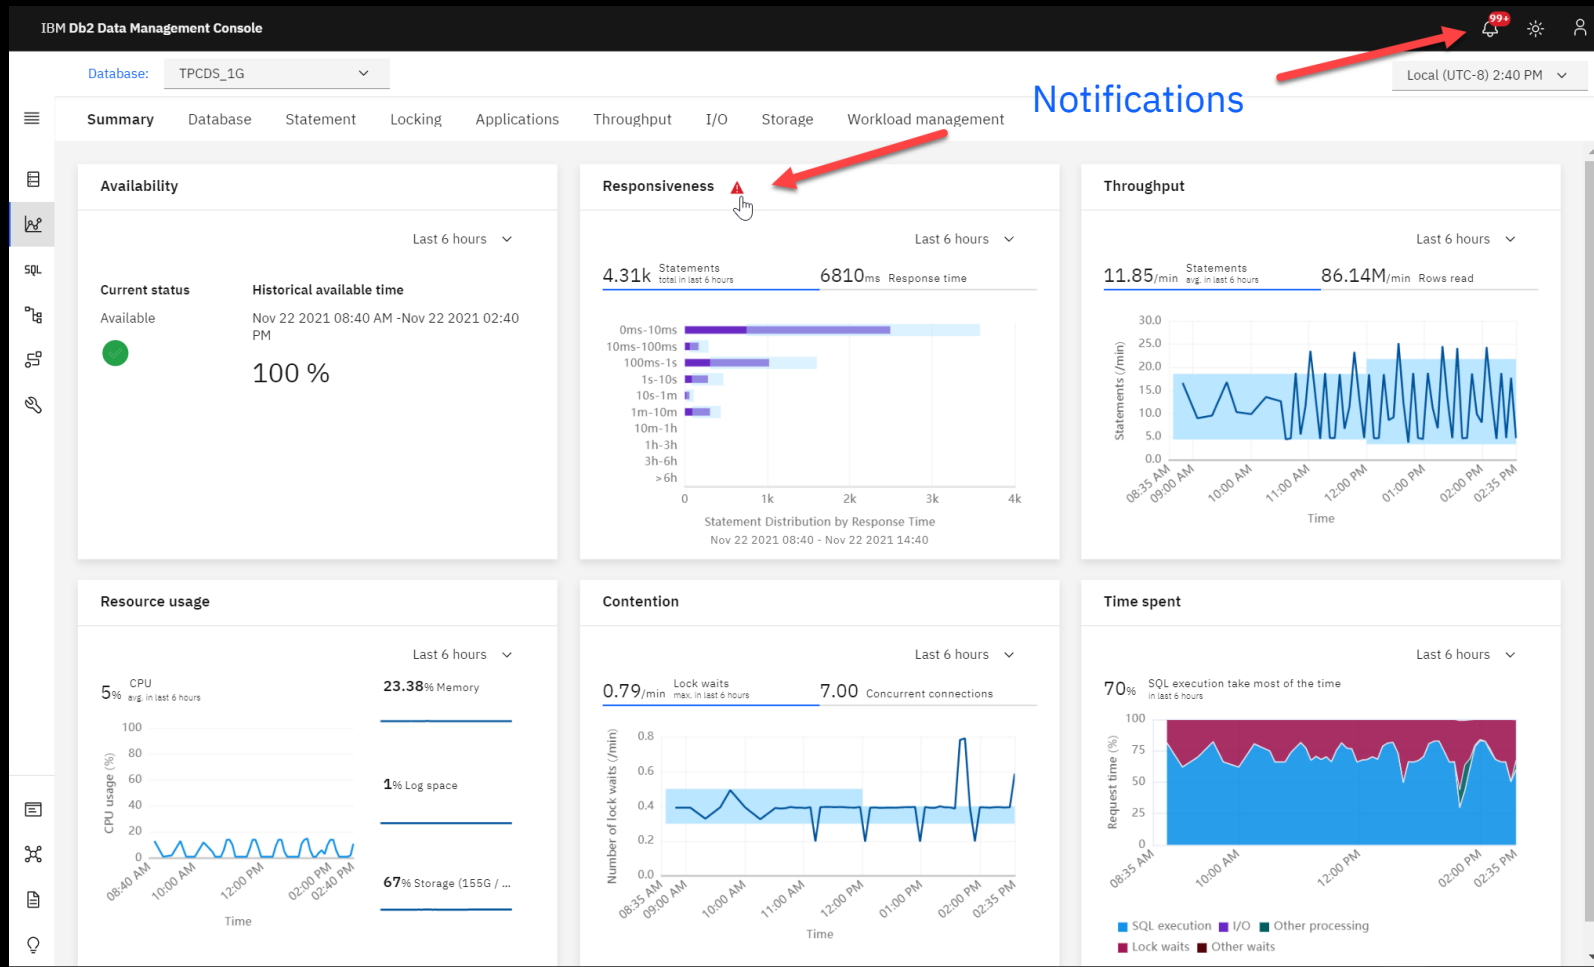 IBM Db2 Data Management Console
99+
Database:
TPCDS_1G
Local (UTC-8) 2:40 PM
Notifications
Summary
Database
Statement
Locking
Applications
Throughput
I/O
Storage
Workload management
SQL
Availability
Last 6 hours
Current status
Available
Historical available time
Nov 22 2021 08:40 AM -Nov 22 2021 02:40
PM
100 %
Responsiveness
Last 6 hours
4.31k Statements
total in last 6 hours
6810ms Response time
0ms-10ms
10ms-100ms
100ms-1s
1s-10s
10s-1m
1m-10m
10m-1h
1h-3h
3h-6h
>6h
0 1k 2k 3k 4k
Statement Distribution by Response Time
Nov 22 2021 08:40 - Nov 22 2021 14:40
Throughput
Last 6 hours
11.85/min Statements
avg. in last 6 hours
86.14M/min Rows read
Statements (/min)
30.0
25.0
20.0
15.0
10.0
5.0
0.0
08:35 AM 09:00 AM 10:00 AM 11:00 AM 12:00 PM 01:00 PM 02:00 PM 02:35 PM
Time
Resource usage
Last 6 hours
5% CPU
avg. in last 6 hours
CPU usage (%)
100
80
60
40
20
0
08:40 AM 10:00 AM 12:00 PM 02:00 PM 02:40 PM
Time
23.38% Memory
1% Log space
67% Storage (155G / ...
Contention
Last 6 hours
0.79/min Lock waits
max. in last 6 hours
7.00 Concurrent connections
Number of lock waits (/min)
0.8
0.6
0.4
0.2
0.0
08:35 AM 09:00 AM 10:00 AM 11:00 AM 12:00 PM 01:00 PM 02:00 PM 02:35 PM
Time
Time spent
Last 6 hours
70% SQL execution take most of the time
in last 6 hours
Request time (%)
100
75
50
25
0
08:35 AM 10:00 AM 12:00 PM 02:00 PM 02:35 PM
SQL execution I/O Other processing
Lock waits Other waits